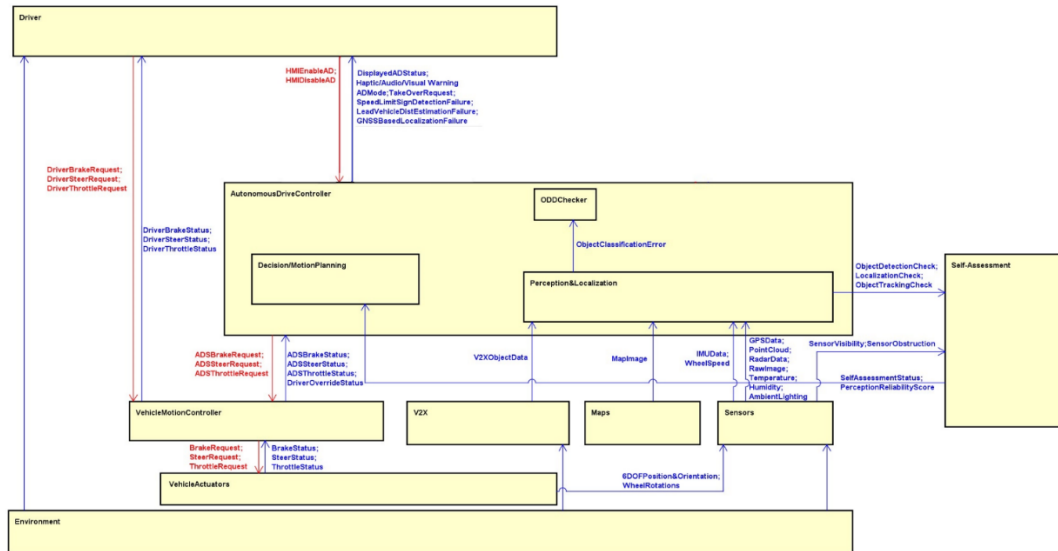 Driver
HMIEnableAD;
HMIDisableAD
DisplayedADStatus;
Haptic/Audio/Visual Warning
ADMode;TakeOverRequest;
SpeedLimitSignDetectionFailure;
LeadVehicleDistEstimationFailure;
GNSSBasedLocalizationFailure
DriverBrakeRequest;
DriverSteerRequest;
DriverThrottleRequest
DriverBrakeStatus;
DriverSteerStatus;
DriverThrottleStatus
AutonomousDriveController
ODDChecker
ObjectClassificationError
Decision/MotionPlanning
Perception&Localization
ObjectDetectionCheck;
LocalizationCheck;
ObjectTrackingCheck
Self-Assessment
ADSBrakeRequest;
ADSSteerRequest;
ADSThrottleRequest
ADSBrakeStatus;
ADSSteerStatus;
ADSThrottleStatus;
DriverOverrideStatus
V2XObjectData
MapImage
IMUData;
WheelSpeed
GPSData;
PointCloud;
RadarData;
RawImage;
Temperature;
Humidity;
AmbientLighting
SensorVisibility;SensorObstruction
SelfAssessmentStatus;
PerceptionReliabilityScore
VehicleMotionController
V2X
Maps
Sensors
BrakeRequest;
SteerRequest;
ThrottleRequest
BrakeStatus;
SteerStatus;
ThrottleStatus
VehicleActuators
6DOFPosition&Orientation;
WheelRotations
Environment